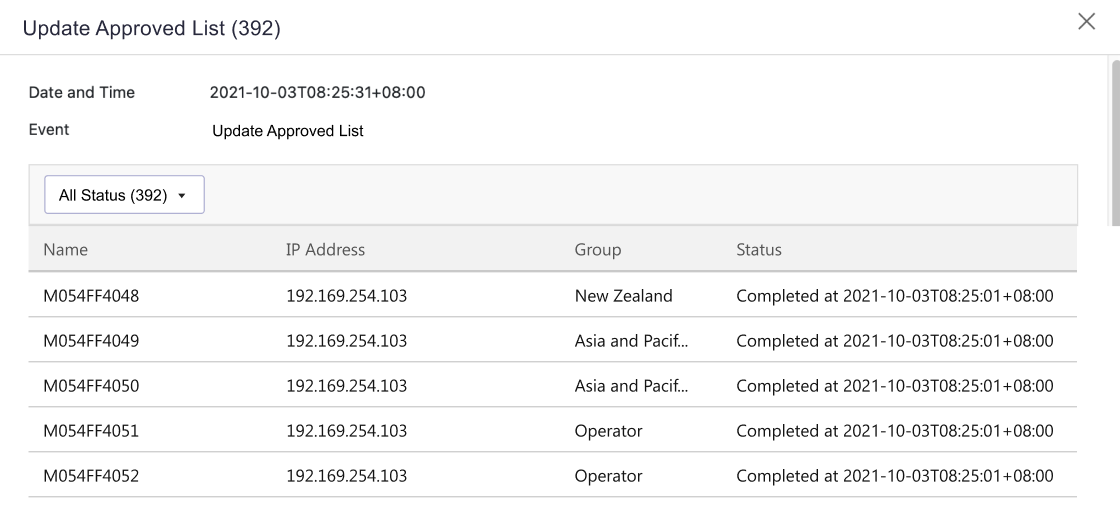 Update Approved List (392)
Date and Time 2021-10-03T08:25:31+08:00
Event Update Approved List
All Status (392)
Name IP Address Group Status
M054FF4048 192.169.254.103 New Zealand Completed at 2021-10-03T08:25:01+08:00
M054FF4049 192.169.254.103 Asia and Pacif... Completed at 2021-10-03T08:25:01+08:00
M054FF4050 192.169.254.103 Asia and Pacif... Completed at 2021-10-03T08:25:01+08:00
M054FF4051 192.169.254.103 Operator Completed at 2021-10-03T08:25:01+08:00
M054FF4052 192.169.254.103 Operator Completed at 2021-10-03T08:25:01+08:00